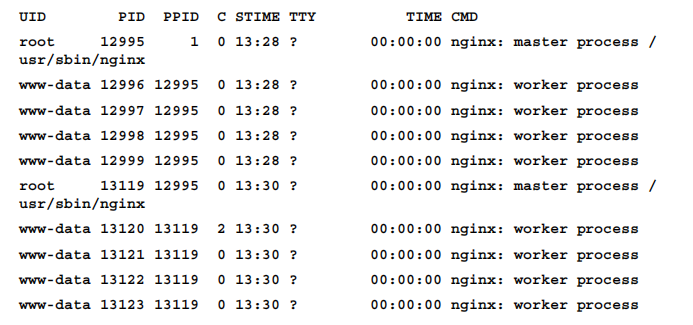 UID        PID  PPID  C STIME TTY          TIME CMD
root     12995     1  0 13:28 ?        00:00:00 nginx: master process /
usr/sbin/nginx
www-data 12996 12995  0 13:28 ?        00:00:00 nginx: worker process
www-data 12997 12995  0 13:28 ?        00:00:00 nginx: worker process
www-data 12998 12995  0 13:28 ?        00:00:00 nginx: worker process
www-data 12999 12995  0 13:28 ?        00:00:00 nginx: worker process
root     13119 12995  0 13:30 ?        00:00:00 nginx: master process /
usr/sbin/nginx
www-data 13120 13119  2 13:30 ?        00:00:00 nginx: worker process
www-data 13121 13119  0 13:30 ?        00:00:00 nginx: worker process
www-data 13122 13119  0 13:30 ?        00:00:00 nginx: worker process
www-data 13123 13119  0 13:30 ?        00:00:00 nginx: worker process